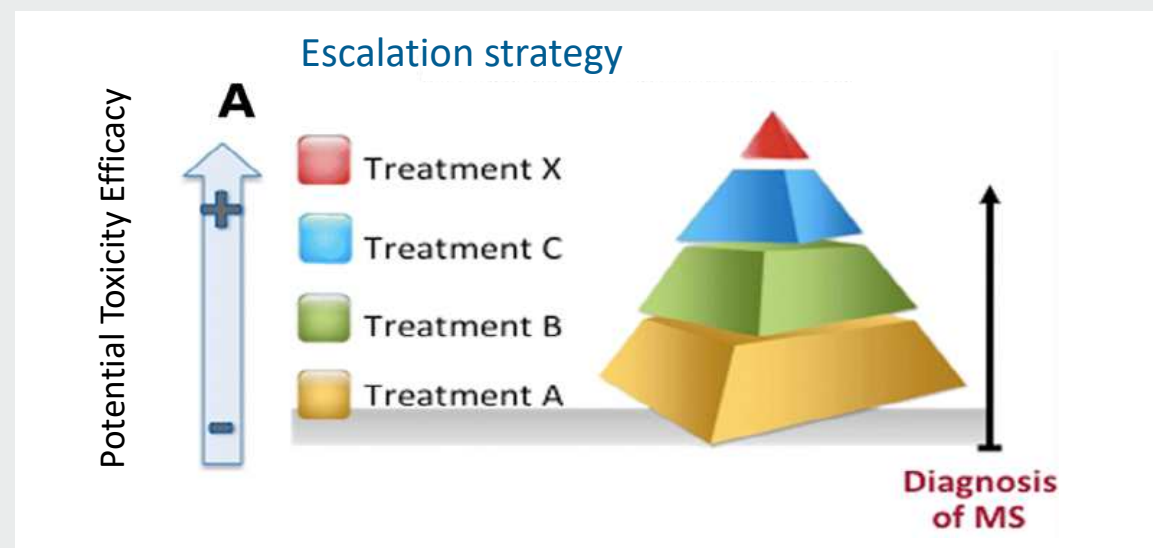 Escalation strategy
A
Potential Toxicity Efficacy
+
Treatment X
Treatment C
Treatment B
Treatment A
-
Diagnosis
of MS